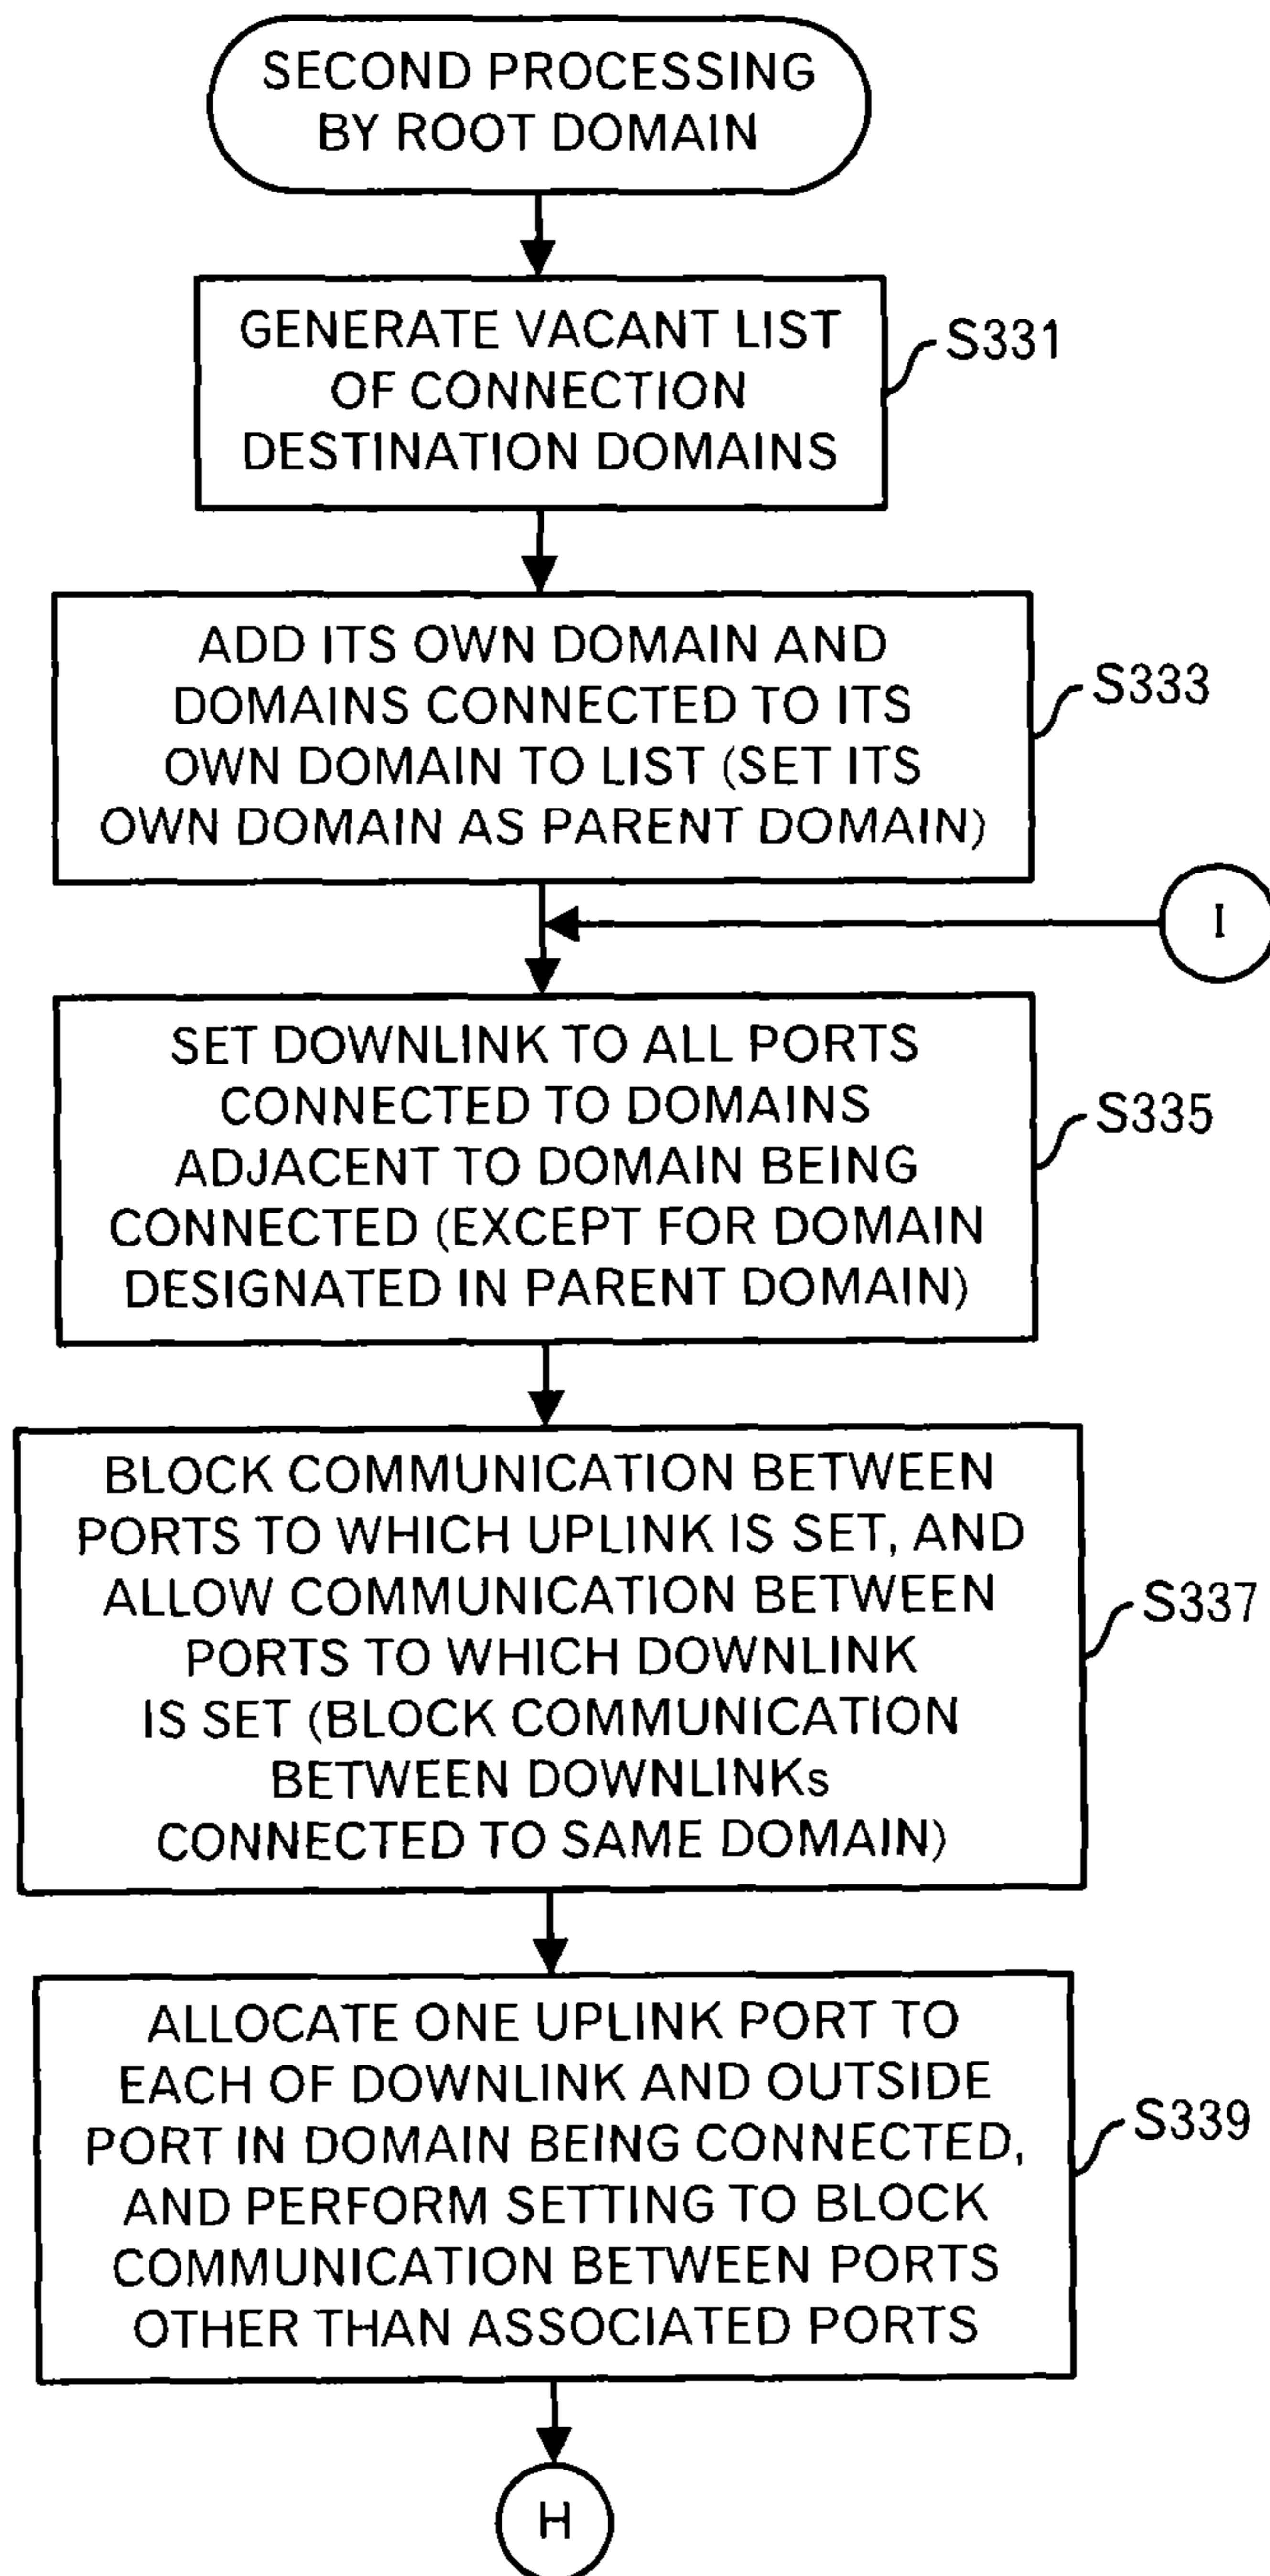 SECOND PROCESSING
BY ROOT DOMAIN
GENERATE VACANT LIST
OF CONNECTION
DESTINATION DOMAINS
S331
ADD ITS OWN DOMAIN AND
DOMAINS CONNECTED TO ITS
OWN DOMAIN TO LIST (SET ITS
OWN DOMAIN AS PARENT DOMAIN)
S333
I
SET DOWNLINK TO ALL PORTS
CONNECTED TO DOMAINS
ADJACENT TO DOMAIN BEING
CONNECTED (EXCEPT FOR DOMAIN
DESIGNATED IN PARENT DOMAIN)
S335
BLOCK COMMUNICATION BETWEEN
PORTS TO WHICH UPLINK IS SET, AND
ALLOW COMMUNICATION BETWEEN
PORTS TO WHICH DOWNLINK
IS SET (BLOCK COMMUNICATION
BETWEEN DOWNLINKs
CONNECTED TO SAME DOMAIN)
S337
ALLOCATE ONE UPLINK PORT TO
EACH OF DOWNLINK AND OUTSIDE
PORT IN DOMAIN BEING CONNECTED,
AND PERFORM SETTING TO BLOCK
COMMUNICATION BETWEEN PORTS
OTHER THAN ASSOCIATED PORTS
S339
H